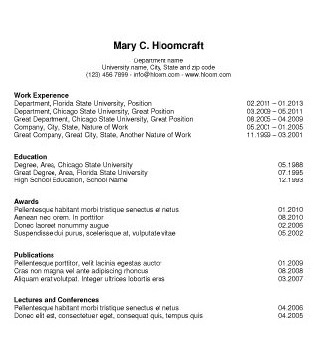 Mary C. Hloomcraft
Department name
University name, City, State and zip code
(123) 456 7899 - info@hloom.com - www.hloom.com
Work Experience
Department, Florida State University, Position 02.2011 – 01.2013
Department, Chicago State University, Great Position 03.2009 – 05.2011
Great Department, Chicago State University, Great Position 08.2005 – 04.2009
Company, City, State, Nature of Work 05.2001 – 01.2005
Great Company, Great City, State, Another Nature of Work 11.1999 – 03.2001
Education
Degree, Area, Chicago State University 05.1988
Great Degree, Area, Florida State University 07.1995
High School Education, School Name 12.1993
Awards
Pellentesque habitant morbi tristique senectus et netus 01.2010
Aenean nec orem. In porttitor 08.2010
Donec laoreet nonummy augue 02.2006
Suspendisse dui purus, scelerisque at, vulputate vitae 05.2002
Publications
Pellentesque porttitor, velit lacinia egestas auctor 01.2009
Cras non magna vel ante adipiscing rhoncus 08.2008
Aliquam erat volutpat. Integer ultrices lobortis eros 03.2007
Lectures and Conferences
Pellentesque habitant morbi tristique senectus et netus 04.2006
Donec elit est, consectetuer eget, consequat quis, tempus quis 04.2005